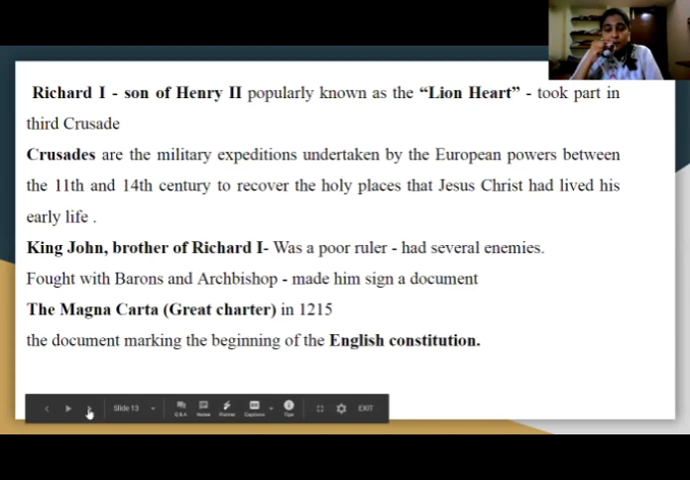 Richard I - son of Henry II popularly known as the “Lion Heart” - took part in
third Crusade
Crusades are the military expeditions undertaken by the European powers between
the 11th and 14th century to recover the holy places that Jesus Christ had lived his
early life .
King John, brother of Richard I- Was a poor ruler - had several enemies.
Fought with Barons and Archbishop - made him sign a document
The Magna Carta (Great charter) in 1215
the document marking the beginning of the English constitution.
Slide 13 Q&A Notes Pointer Captions Tips EXIT